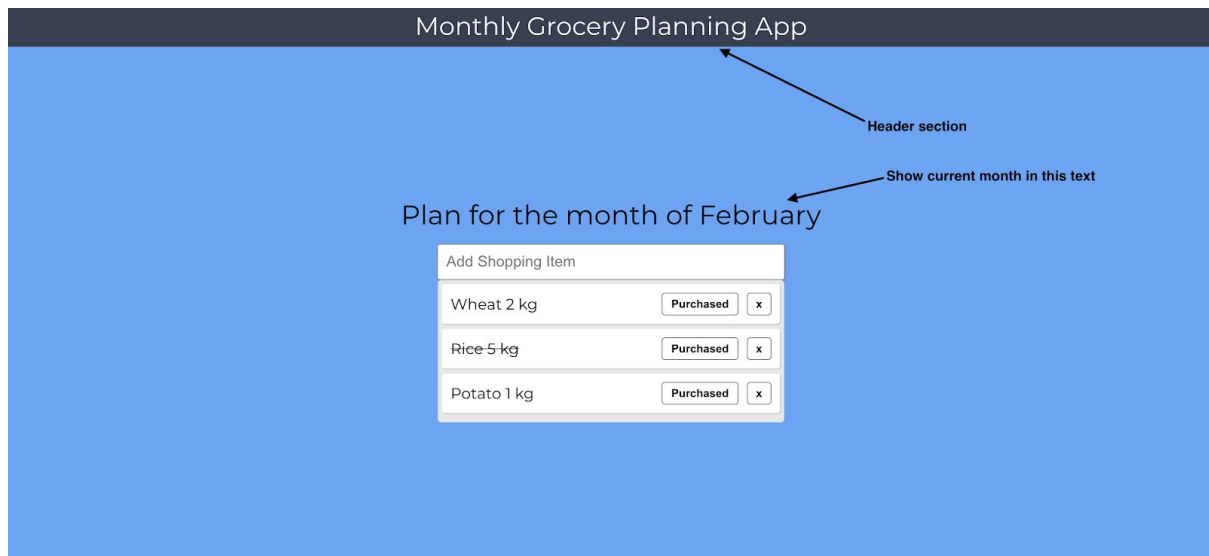 Monthly Grocery Planning App
Header section
Show current month in this text
Plan for the month of February
Add Shopping Item
Wheat 2 kg Purchased x
Rice 5 kg Purchased x
Potato 1 kg Purchased x